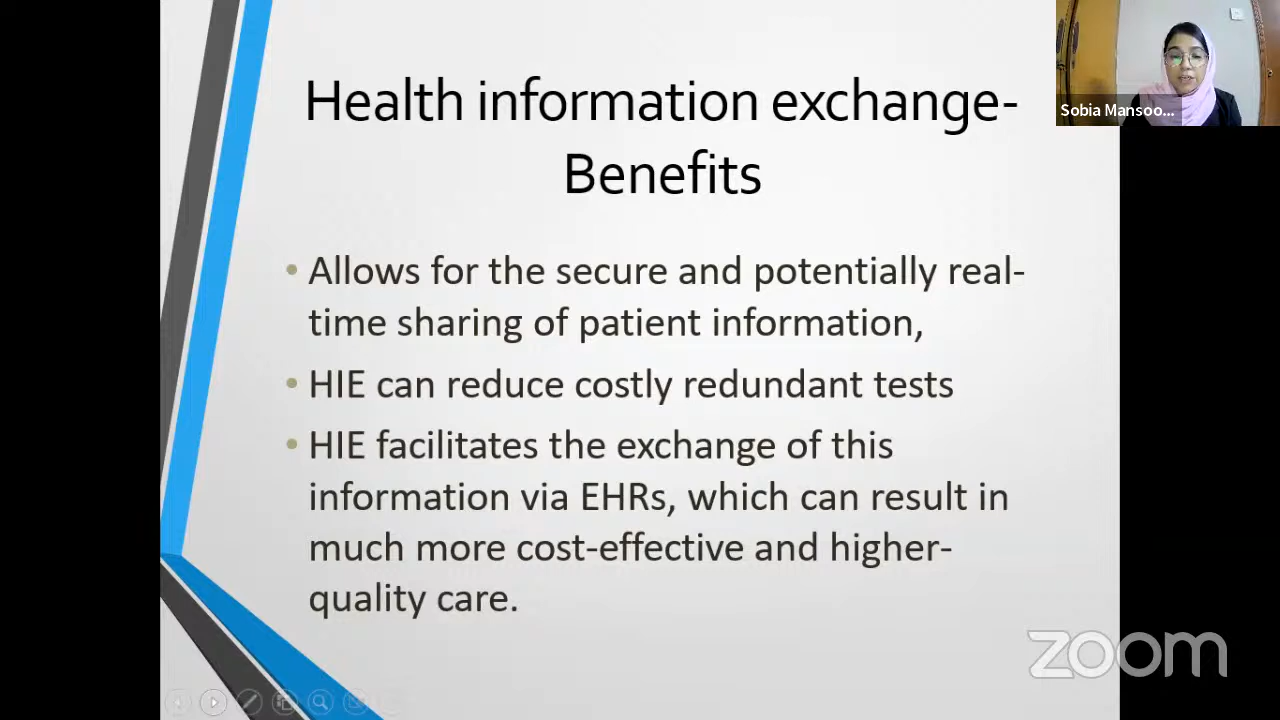 Health information exchange-
Benefits
• Allows for the secure and potentially real-
time sharing of patient information,
• HIE can reduce costly redundant tests
• HIE facilitates the exchange of this
information via EHRs, which can result in
much more cost-effective and higher-
quality care.
Sobia Mansoo...
zoom